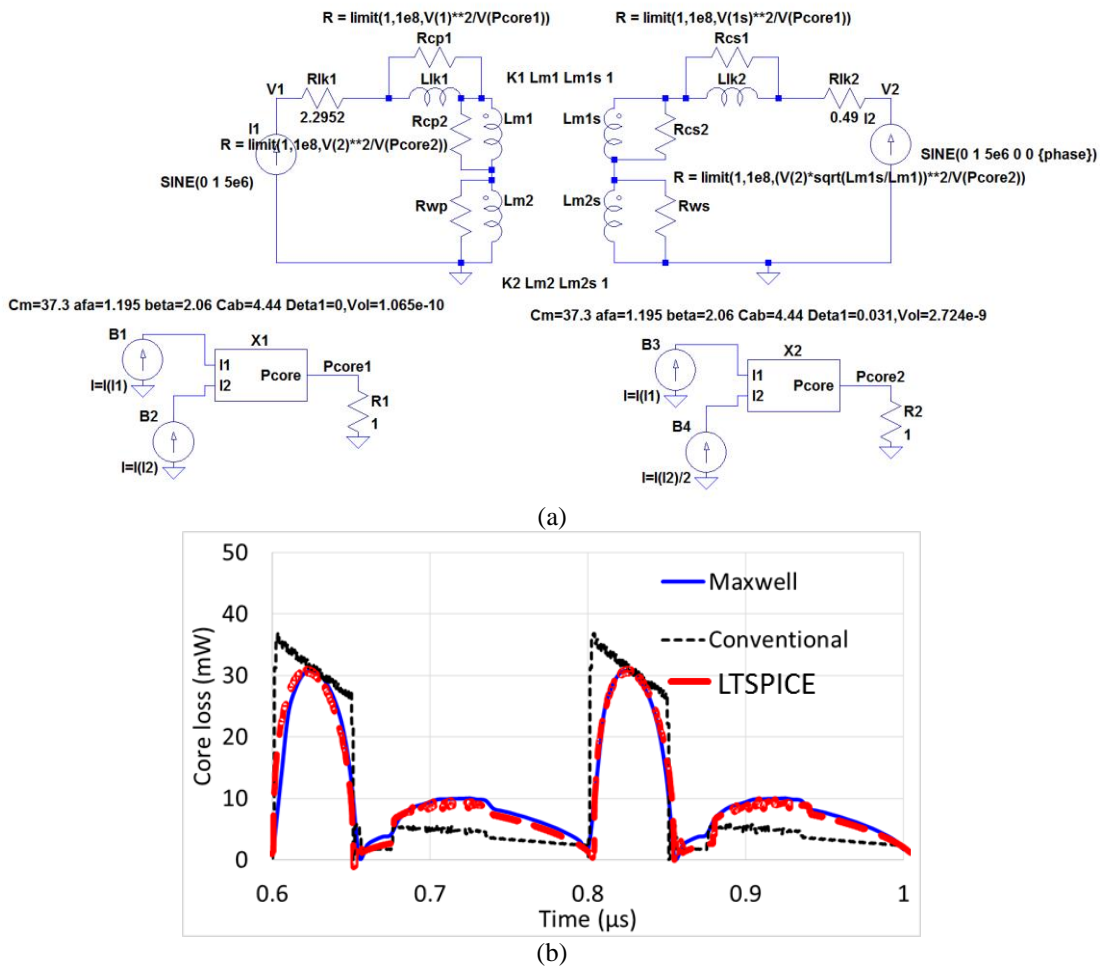 R = limit(1,1e8,V(1)**2/V(Pcore1))
R = limit(1,1e8,V(1s)**2/V(Pcore1))
Rcp1
Rcs1
K1 Lm1 Lm1s 1
V1
Rlk1
Llk1
Llk2
Rlk2
V2
2.2952
0.49
I1
Rcp2
Lm1
Lm1s
Rcs2
I2
R = limit(1,1e8,V(2)**2/V(Pcore2))
SINE(0 1 5e6)
SINE(0 1 5e6 0 0 {phase})
R = limit(1,1e8,(V(2)*sqrt(Lm1s/Lm1))**2/V(Pcore2))
Rwp
Lm2
Lm2s
Rws
K2 Lm2 Lm2s 1
Cm=37.3 afa=1.195 beta=2.06 Cab=4.44 Deta1=0,Vol=1.065e-10
B1
X1
I1
I2
Pcore
Pcore1
I=I(I1)
B2
R1
1
I=I(I2)
Cm=37.3 afa=1.195 beta=2.06 Cab=4.44 Deta1=0.031,Vol=2.724e-9
B3
X2
I1
I2
Pcore
Pcore2
I=I(I1)
B4
R2
1
I=I(I2)/2
(a)
50
40
30
20
10
0
Core loss (mW)
Maxwell
Conventional
LTSPICE
0.6
0.7
0.8
0.9
1
Time (μs)
(b)